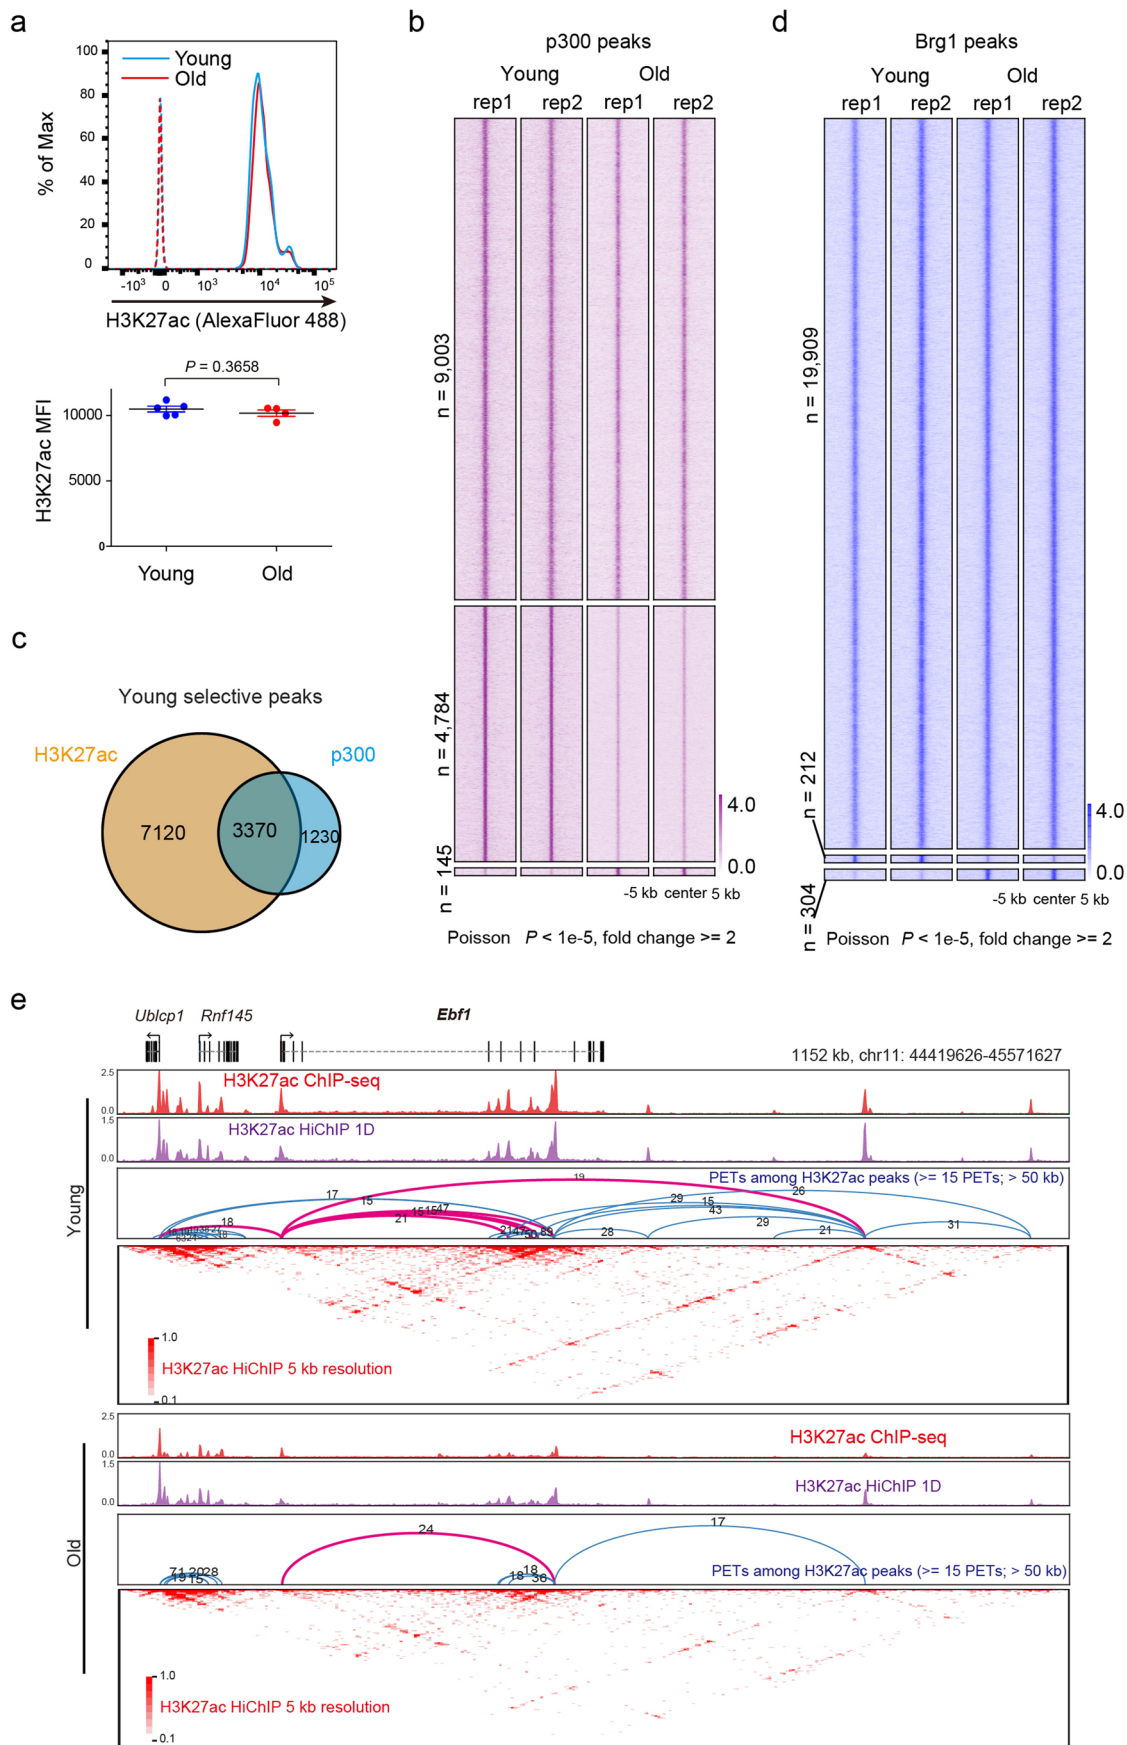 a
Young
Old
% of Max
100
80
60
40
20
0
-10³ 0 10³ 10⁴ 10⁵
H3K27ac (AlexaFluor 488)
P = 0.3658
H3K27ac MFI
10000
5000
0
Young Old
b
p300 peaks
Young Old
rep1 rep2 rep1 rep2
n = 9,003
n = 4,784
n = 145
4.0
0.0
-5 kb center 5 kb
Poisson P < 1e-5, fold change >= 2
c
Young selective peaks
H3K27ac
p300
7120
3370
1230
d
Brg1 peaks
Young Old
rep1 rep2 rep1 rep2
n = 19,909
n = 212
n = 304
4.0
0.0
-5 kb center 5 kb
Poisson P < 1e-5, fold change >= 2
e
Ublcp1 Rnf145 Ebf1
1152 kb, chr11: 44419626-45571627
Young
2.5
0.0
H3K27ac ChIP-seq
1.5
0.0
H3K27ac HiChIP 1D
PETs among H3K27ac peaks (>= 15 PETs; > 50 kb)
19
17
15
29
15
26
43
18
21
47
28
29
21
31
1.0
0.1
H3K27ac HiChIP 5 kb resolution
Old
2.5
0.0
H3K27ac ChIP-seq
1.5
0.0
H3K27ac HiChIP 1D
24
17
PETs among H3K27ac peaks (>= 15 PETs; > 50 kb)
71 20 28
19 15
18
18 36
1.0
0.1
H3K27ac HiChIP 5 kb resolution